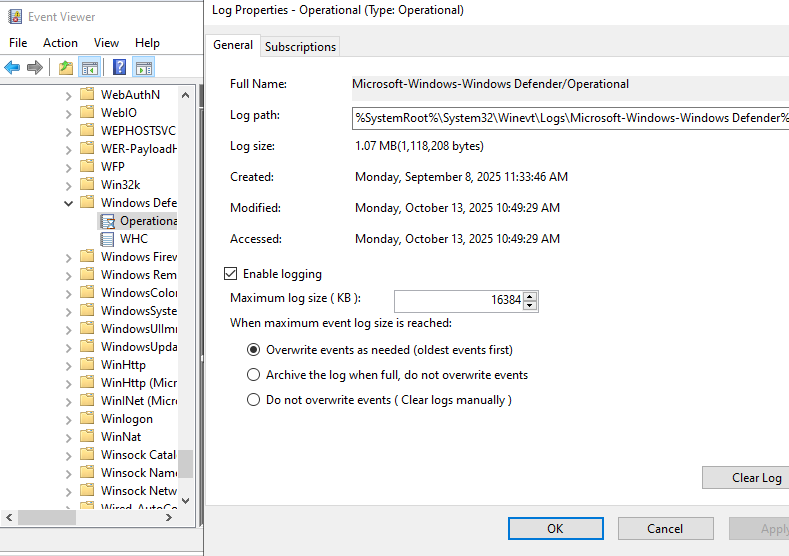 Event Viewer
File Action View Help
WebAuthN
WebIO
WEPHOSTSVC
WER-PayloadH
WFP
Win32k
Windows Defe
Operationa
WHC
Windows Firew
Windows Rem
WindowsColor
WindowsSyste
WindowsUIImr
WindowsUpda
WinHttp
WinHttp (Micr
WinINet (Micro
Winlogon
WinNat
Winsock Catal
Winsock Name
Winsock Netw
Wired-AutoCo
Log Properties - Operational (Type: Operational)
General Subscriptions
Full Name: Microsoft-Windows-Windows Defender/Operational
Log path: %SystemRoot%\System32\Winevt\Logs\Microsoft-Windows-Windows Defender%
Log size: 1.07 MB(1,118,208 bytes)
Created: Monday, September 8, 2025 11:33:46 AM
Modified: Monday, October 13, 2025 10:49:29 AM
Accessed: Monday, October 13, 2025 10:49:29 AM
Enable logging
Maximum log size ( KB ): 16384
When maximum event log size is reached:
Overwrite events as needed (oldest events first)
Archive the log when full, do not overwrite events
Do not overwrite events ( Clear logs manually )
Clear Log
OK Cancel Apply